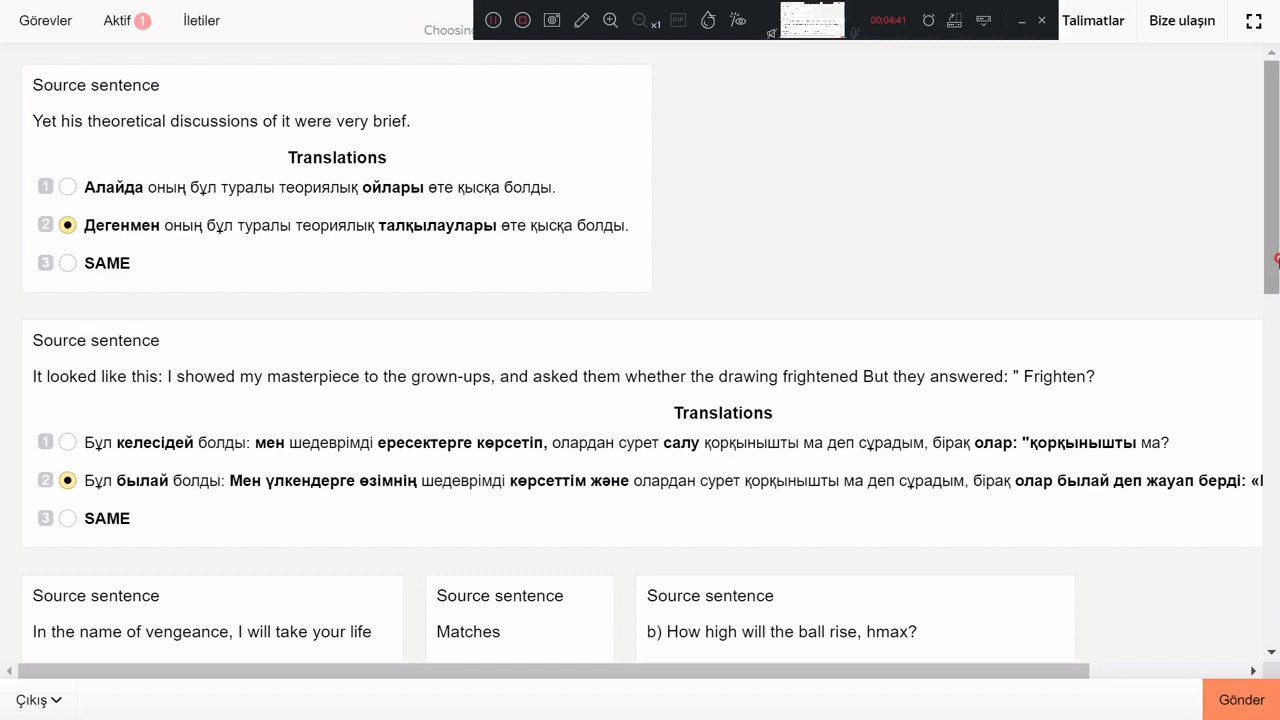 Görevler Aktif 1 İletiler
Choosing
x1 PIP 00:04:41
Talimatlar Bize ulaşın
Source sentence
Yet his theoretical discussions of it were very brief.
Translations
1 Алайда оның бұл туралы теориялық ойлары өте қысқа болды.
2 Дегенмен оның бұл туралы теориялық талқылаулары өте қысқа болды.
3 SAME
Source sentence
It looked like this: I showed my masterpiece to the grown-ups, and asked them whether the drawing frightened But they answered: " Frighten?
Translations
1 Бұл келесідей болды: мен шедеврімді ересектерге көрсетіп, олардан сурет салу қорқынышты ма деп сұрадым, бірақ олар: "қорқынышты ма?
2 Бұл былай болды: Мен үлкендерге өзімнің шедеврімді көрсеттім және олардан сурет қорқынышты ма деп сұрадым, бірақ олар былай деп жауап берді: «
3 SAME
Source sentence
In the name of vengeance, I will take your life
Source sentence
Matches
Source sentence
b) How high will the ball rise, hmax?
Çıkış
Gönder